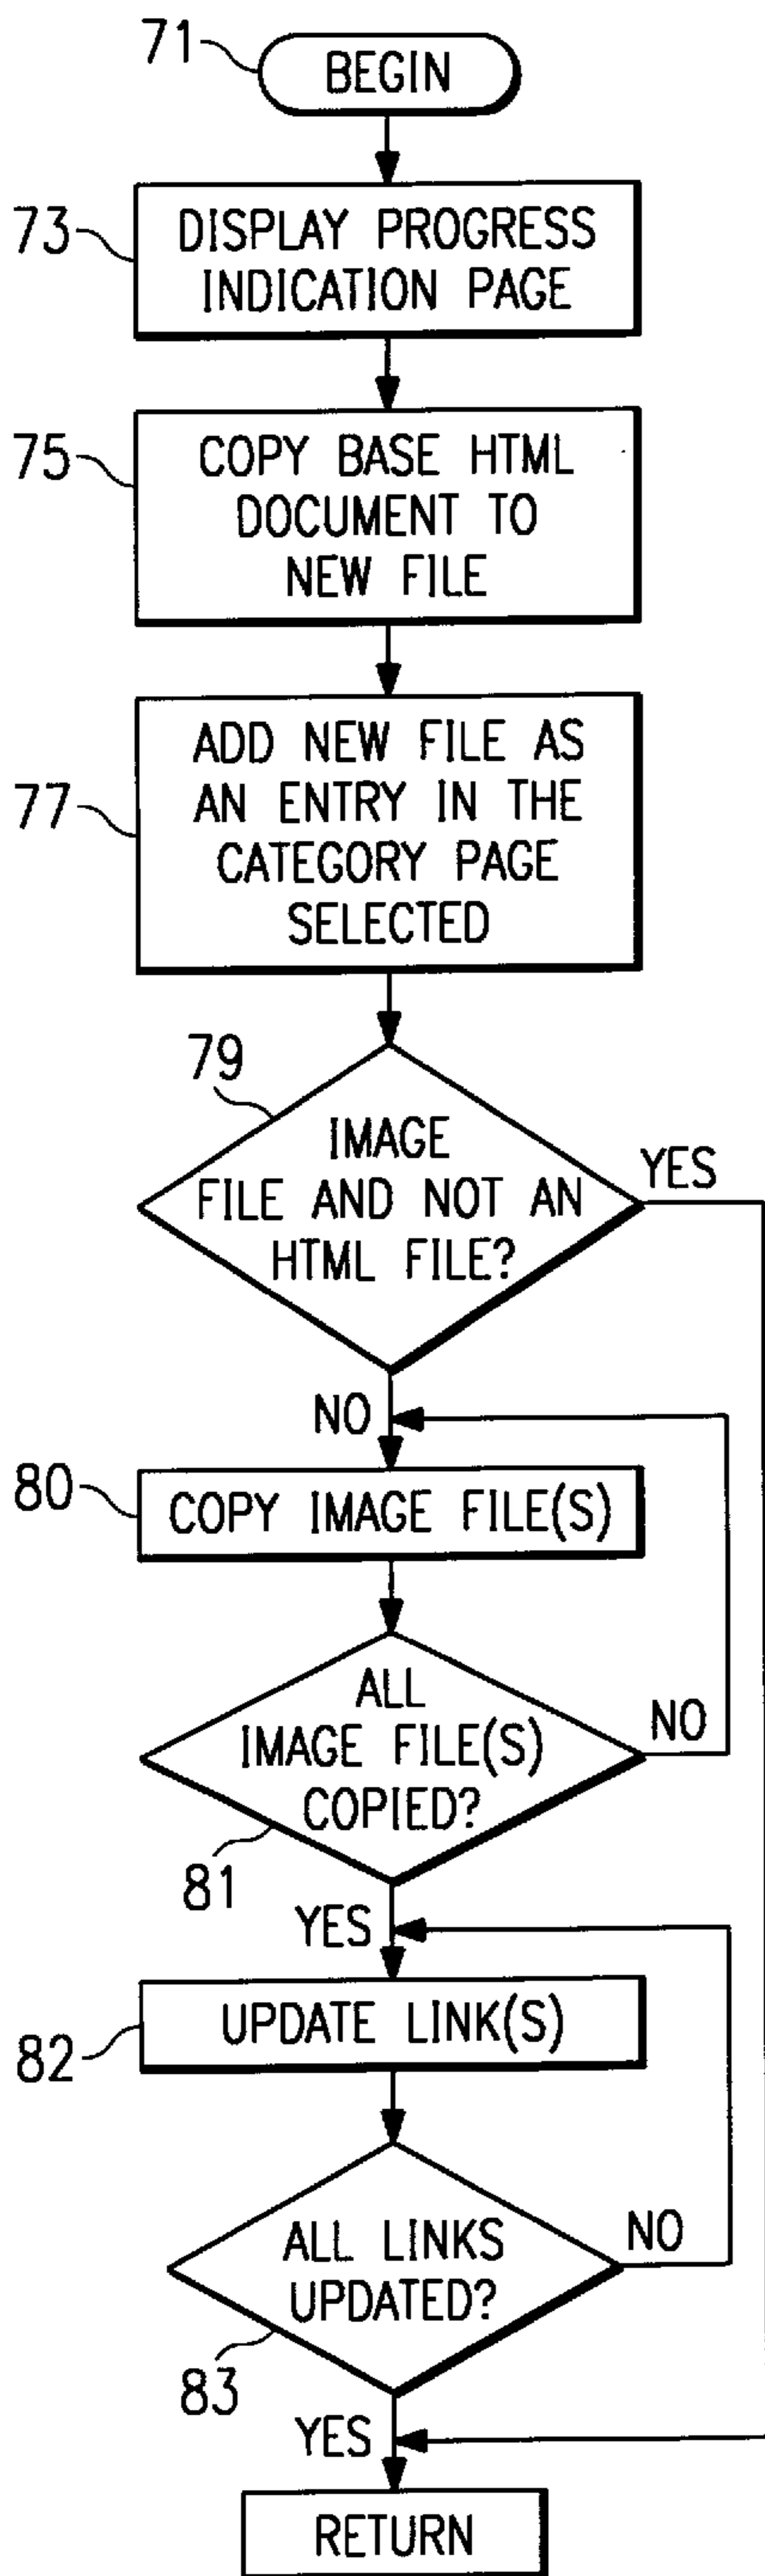 71
BEGIN
73
DISPLAY PROGRESS
INDICATION PAGE
75
COPY BASE HTML
DOCUMENT TO
NEW FILE
77
ADD NEW FILE AS
AN ENTRY IN THE
CATEGORY PAGE
SELECTED
79
IMAGE
FILE AND NOT AN
HTML FILE?
YES
NO
80
COPY IMAGE FILE(S)
ALL
IMAGE FILE(S)
COPIED?
NO
81
YES
82
UPDATE LINK(S)
ALL LINKS
UPDATED?
NO
83
YES
RETURN